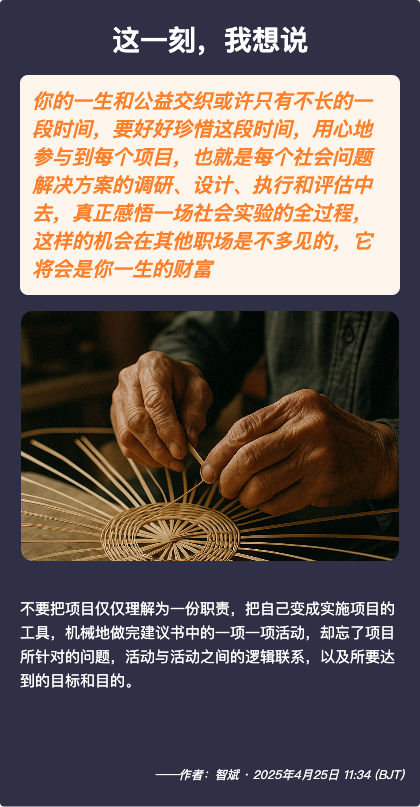 这一刻，我想说
你的一生和公益交织或许只有不长的一
段时间，要好好珍惜这段时间，用心地
参与到每个项目，也就是每个社会问题
解决方案的调研、设计、执行和评估中
去，真正感悟一场社会实验的全过程，
这样的机会在其他职场是不多见的，它
将会是你一生的财富
不要把项目仅仅理解为一份职责，把自己变成实施项目的
工具，机械地做完建议书中的一项一项活动，却忘了项目
所针对的问题，活动与活动之间的逻辑联系，以及所要达
到的目标和目的。
——作者：智斌 · 2025年4月25日 11:34 (BJT)